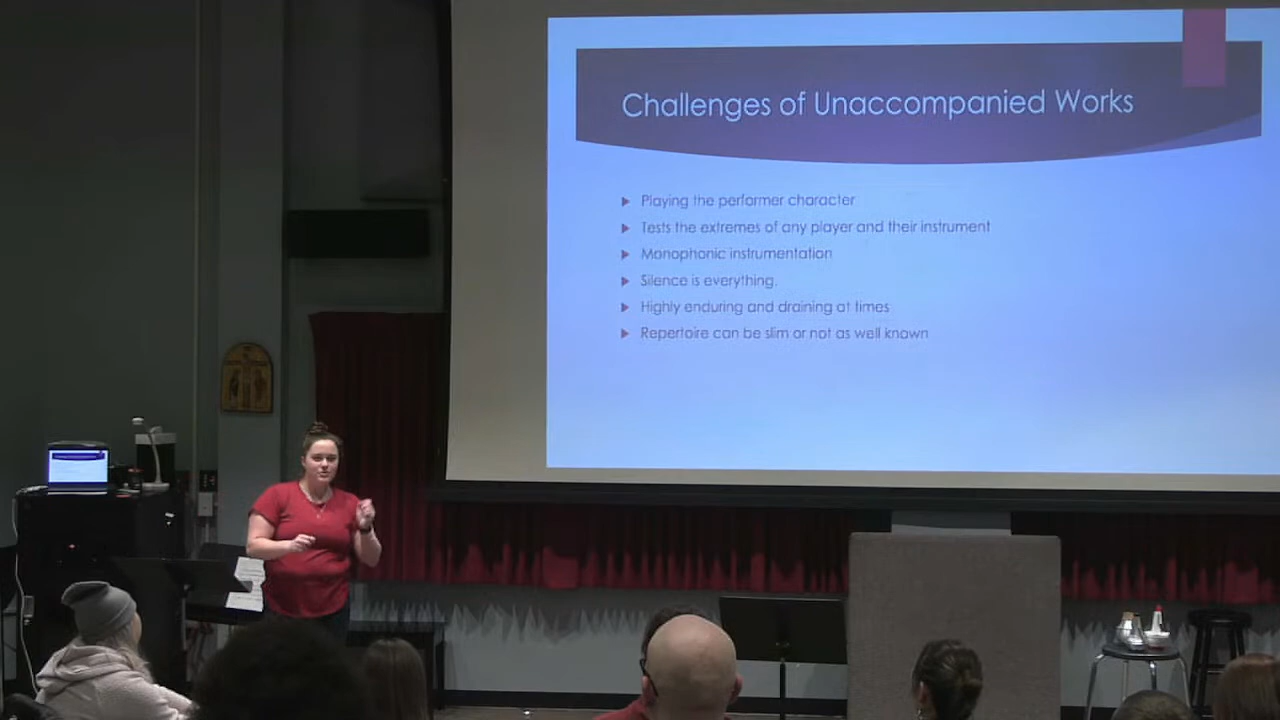 Challenges of Unaccompanied Works
Playing the performer character
Tests the extremes of any player and their instrument
Monophonic instrumentation
Silence is everything.
Highly enduring and draining at times
Repertoire can be slim or not as well known